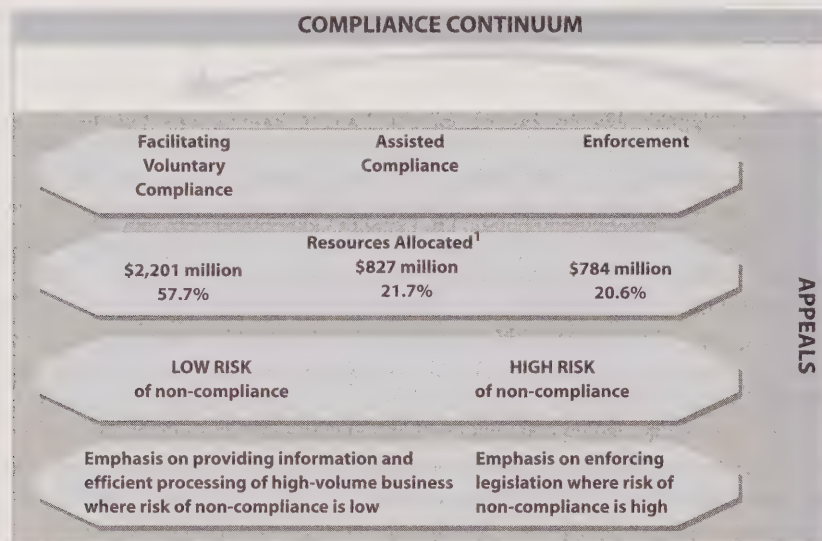 COMPLIANCE CONTINUUM
Facilitating
Voluntary
Compliance
Assisted
Compliance
Enforcement
Resources Allocated¹
$2,201 million
57.7%
$827 million
21.7%
$784 million
20.6%
LOW RISK
of non-compliance
HIGH RISK
of non-compliance
Emphasis on providing information and
efficient processing of high-volume business
where risk of non-compliance is low
Emphasis on enforcing
legislation where risk of
non-compliance is high
APPEALS